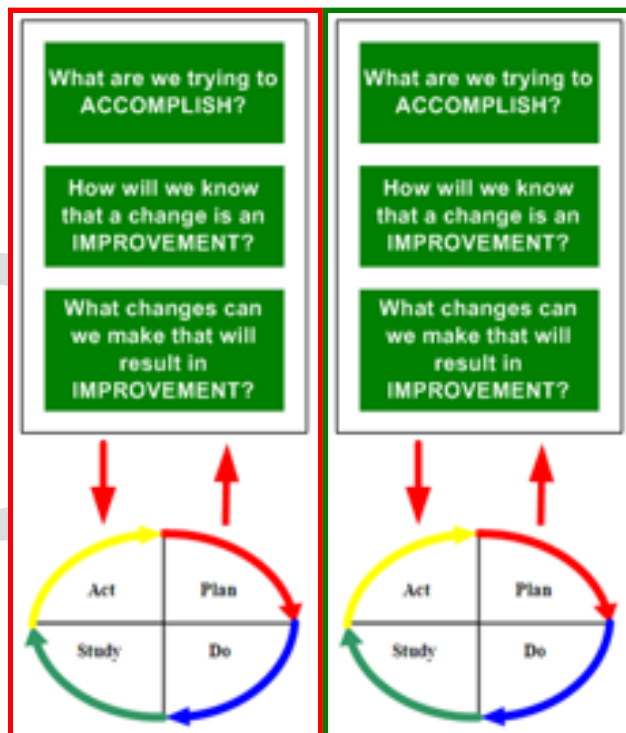 What are we trying to
ACCOMPLISH?
How will we know
that a change is an
IMPROVEMENT?
What changes can
we make that will
result in
IMPROVEMENT?
Act
Plan
Study
Do
What are we trying to
ACCOMPLISH?
How will we know
that a change is an
IMPROVEMENT?
What changes can
we make that will
result in
IMPROVEMENT?
Act
Plan
Study
Do